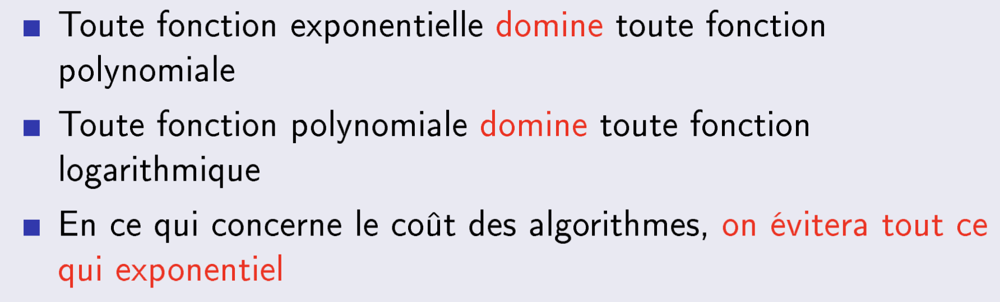 Toute fonction exponentielle domine toute fonction
polynomiale
Toute fonction polynomiale domine toute fonction
logarithmique
En ce qui concerne le coût des algorithmes, on évitera tout ce
qui exponentiel